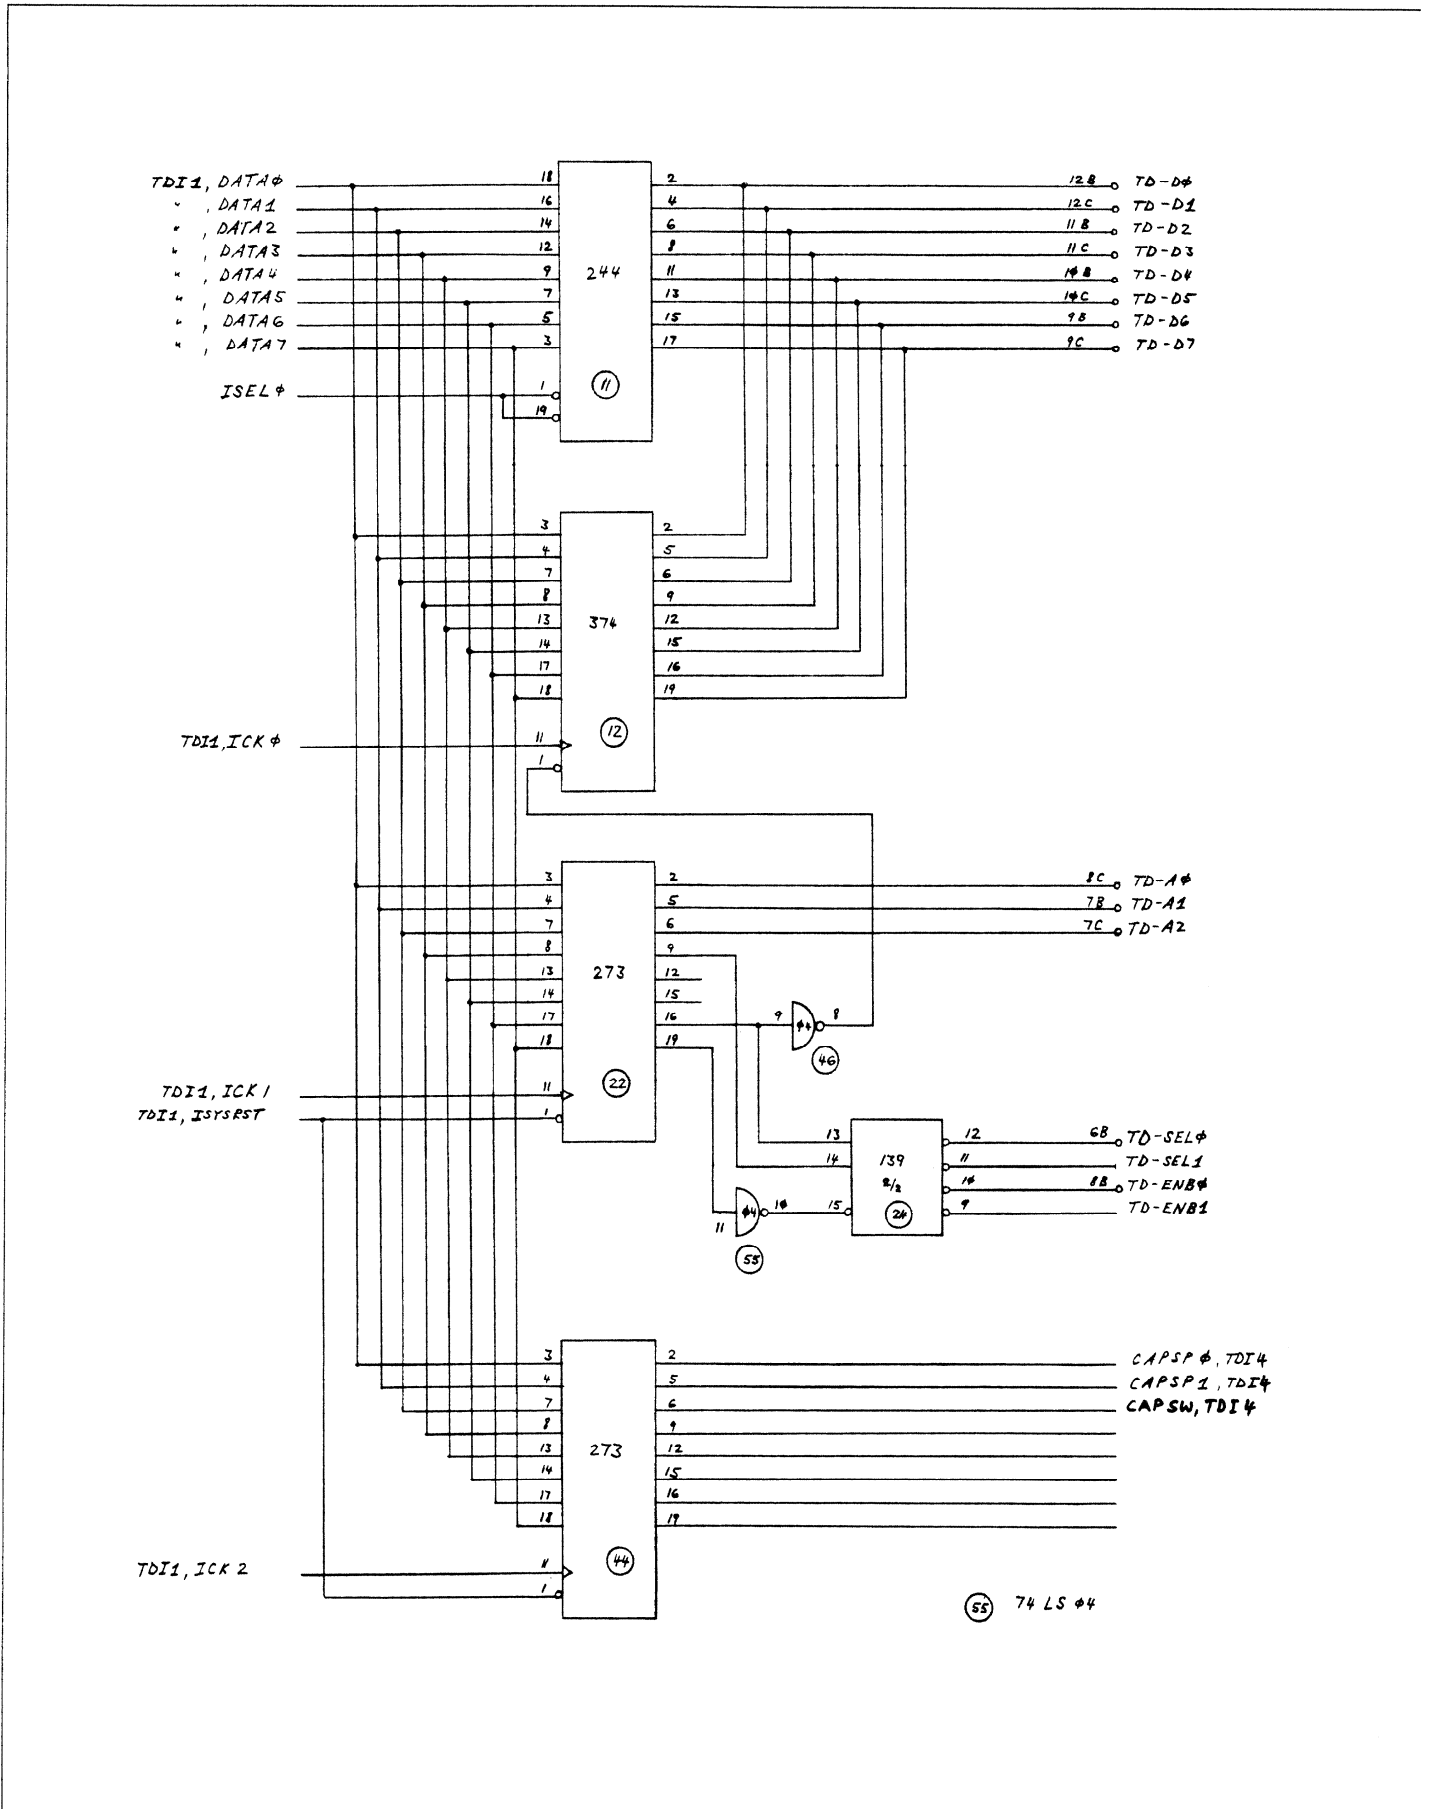 TDI1, DATAφ 18 2 12B TD-Dφ
" , DATA1 16 4 12C TD-D1
" , DATA2 14 6 11B TD-D2
" , DATA3 12 8 11C TD-D3
" , DATA4 9 244 11 1φB TD-D4
" , DATA5 7 13 1φC TD-D5
" , DATA6 5 15 9B TD-D6
" , DATA7 3 17 9C TD-D7
ISELφ 1 11
19
3 2
4 5
7 6
8 9
13 374 12
14 15
17 16
18 19
12
TDI1, ICKφ 11
1
3 2 8C TD-Aφ
4 5 7B TD-A1
7 6 7C TD-A2
8 9
13 273 12
14 15
17 16 9 φ4 8
18 19
46
22
TDI1, ICK1 11
TDI1, ISYSRST 1
13 12 6B TD-SELφ
14 139 11 TD-SEL1
2/2 1φ 8B TD-ENBφ
11 φ4 1φ 15 24 9 TD-ENB1
55
3 2 CAPSPφ, TDI4
4 5 CAPSP1, TDI4
7 6 CAPSW, TDI4
8 9
13 273 12
14 15
17 16
18 19
44
TDI1, ICK2 11
1
55 74LSφ4